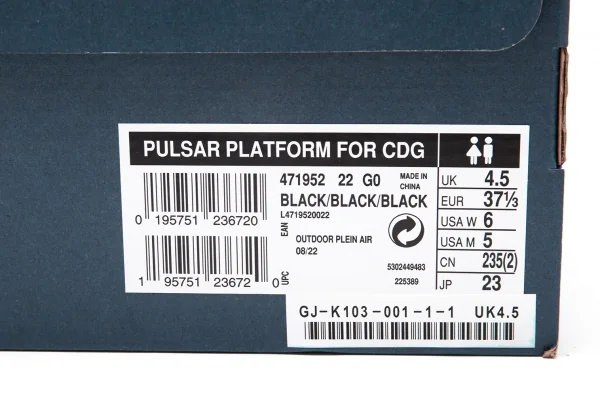 PULSAR PLATFORM FOR CDG
0 195751 236720
EAN
1 95751 23672 0
UPC
471952 22 G0
MADE IN
CHINA
BLACK/BLACK/BLACK
L4719520022
OUTDOOR PLEIN AIR
08/22
5302449483
225389
UK 4.5
EUR 37⅓
USA W 6
USA M 5
CN 235(2)
JP 23
GJ-K103-001-1-1 UK4.5